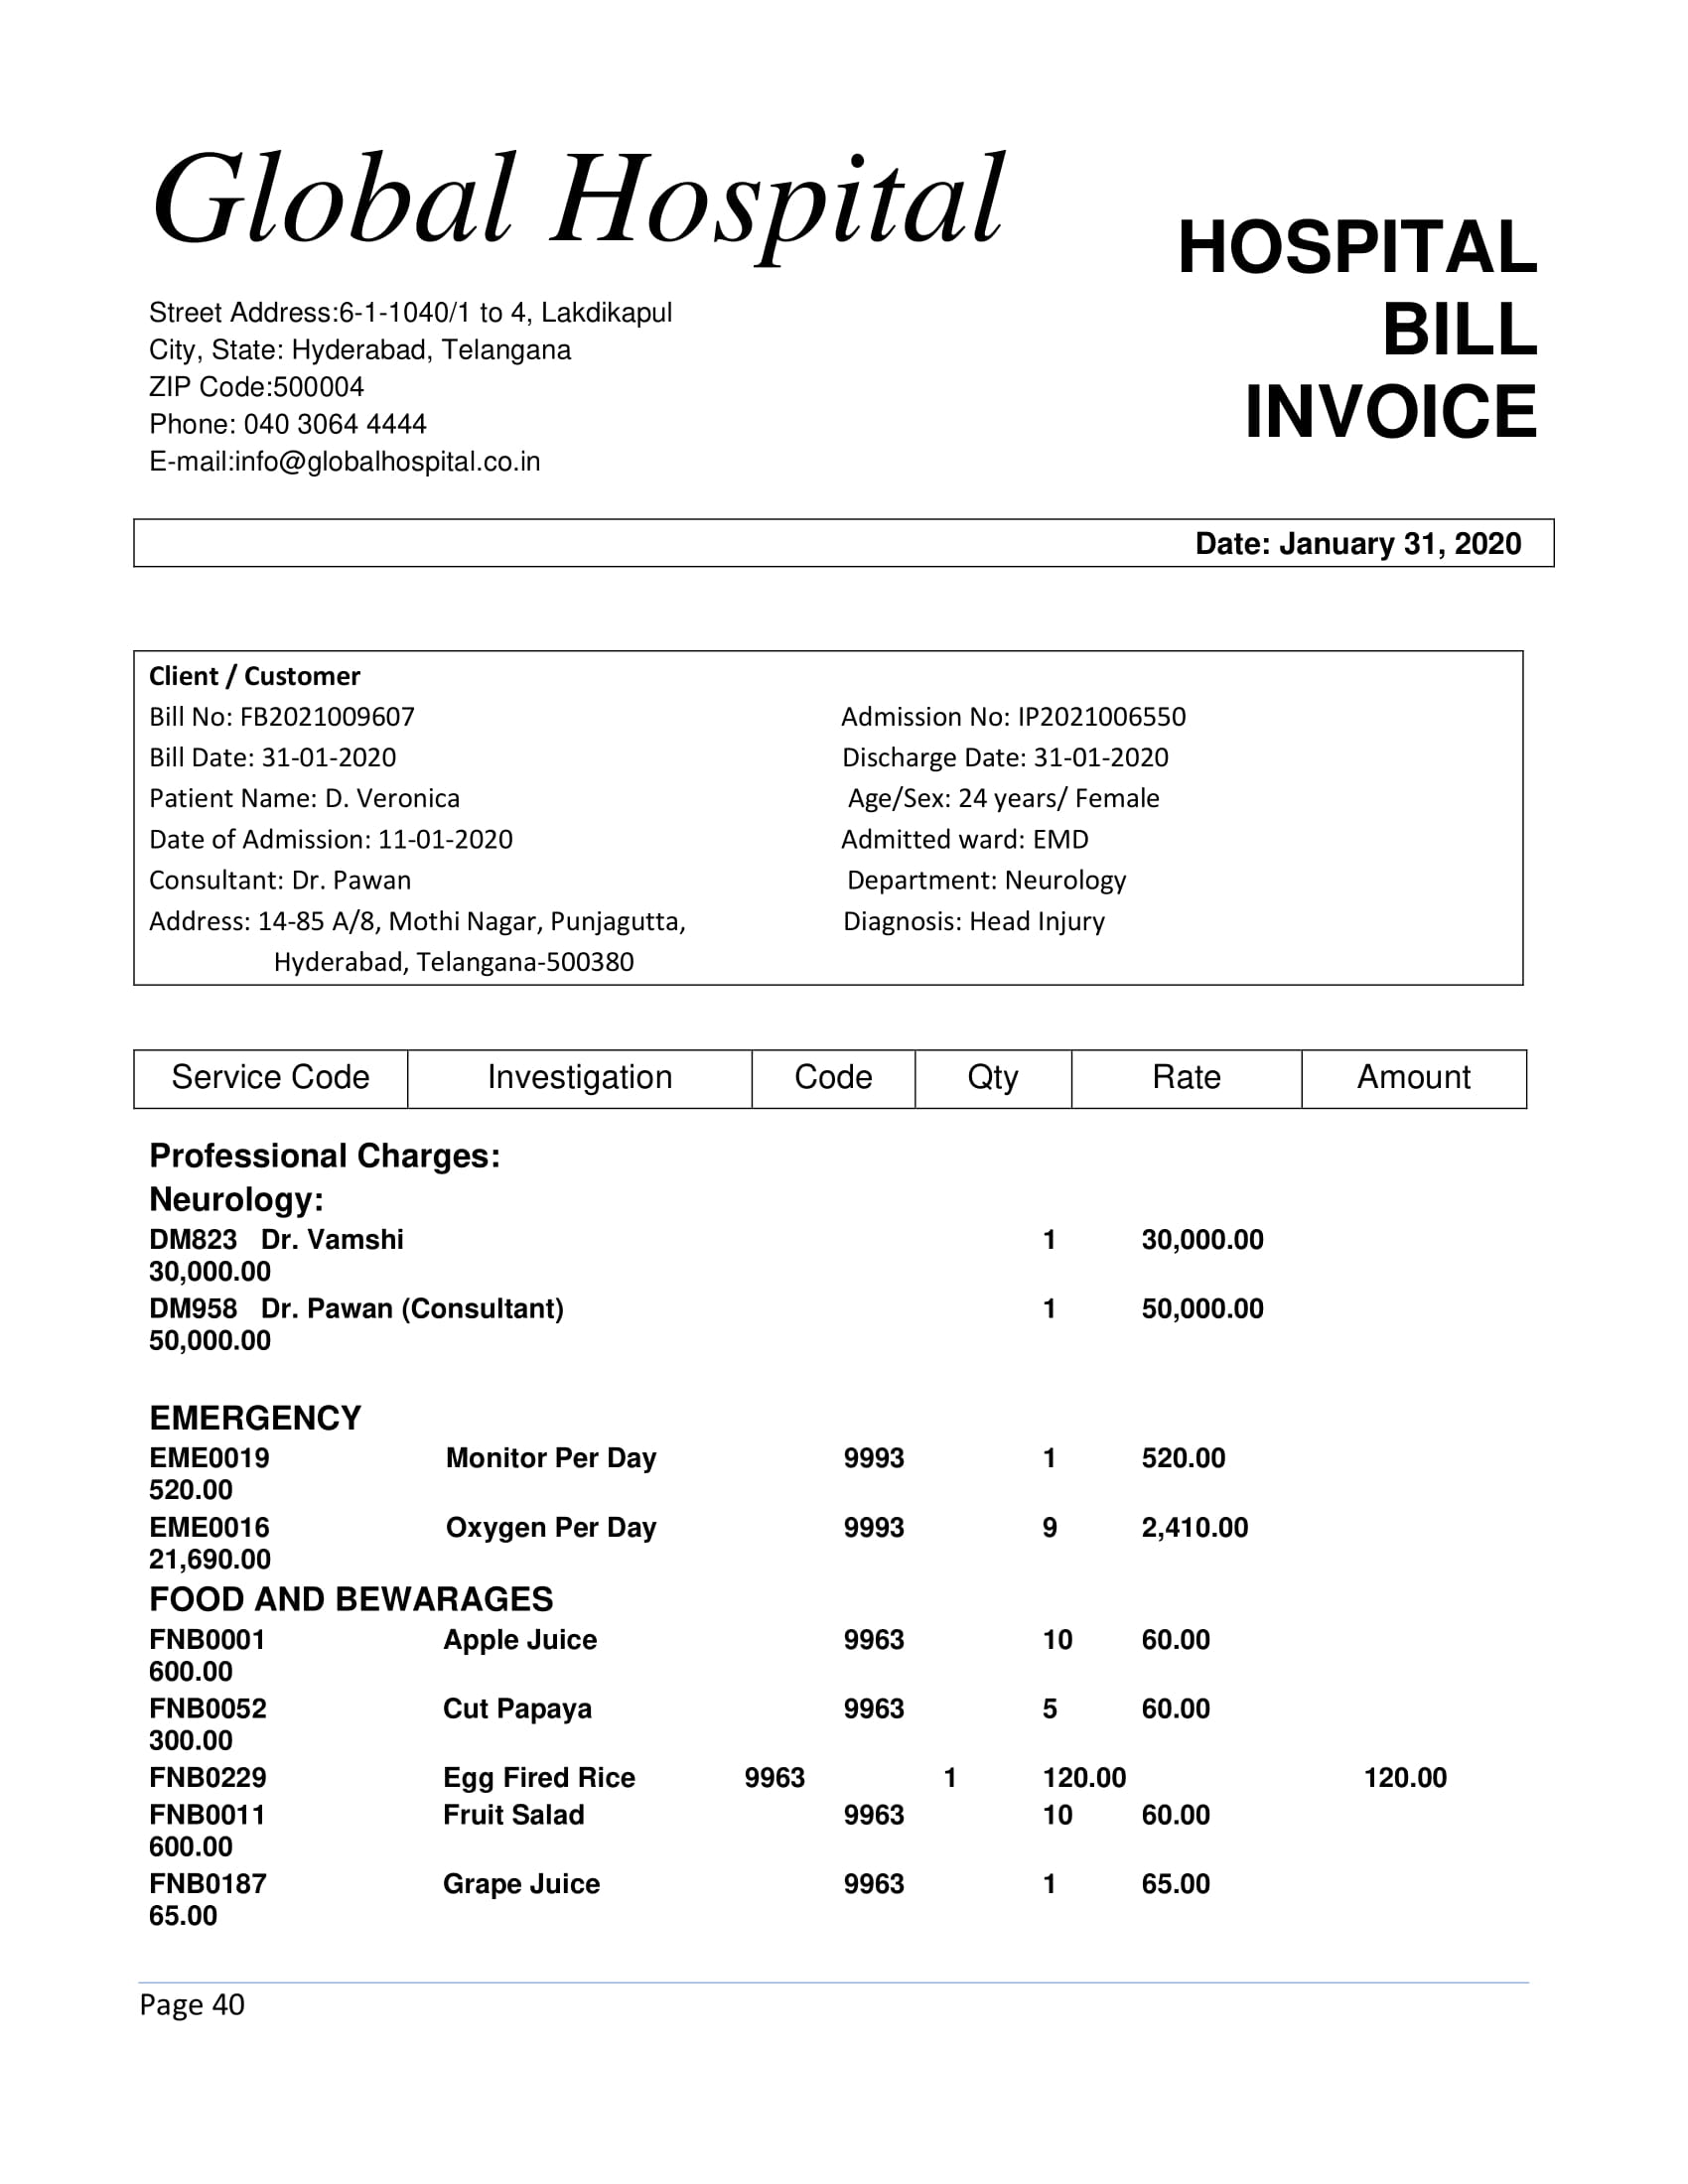 Global Hospital
HOSPITAL
BILL
INVOICE
Street Address:6-1-1040/1 to 4, Lakdikapul
City, State: Hyderabad, Telangana
ZIP Code:500004
Phone: 040 3064 4444
E-mail:info@globalhospital.co.in
Date: January 31, 2020
Client / Customer
Bill No: FB2021009607 Admission No: IP2021006550
Bill Date: 31-01-2020 Discharge Date: 31-01-2020
Patient Name: D. Veronica Age/Sex: 24 years/ Female
Date of Admission: 11-01-2020 Admitted ward: EMD
Consultant: Dr. Pawan Department: Neurology
Address: 14-85 A/8, Mothi Nagar, Punjagutta, Diagnosis: Head Injury
Hyderabad, Telangana-500380
Service Code Investigation Code Qty Rate Amount
Professional Charges:
Neurology:
DM823 Dr. Vamshi 1 30,000.00
30,000.00
DM958 Dr. Pawan (Consultant) 1 50,000.00
50,000.00
EMERGENCY
EME0019 Monitor Per Day 9993 1 520.00
520.00
EME0016 Oxygen Per Day 9993 9 2,410.00
21,690.00
FOOD AND BEWARAGES
FNB0001 Apple Juice 9963 10 60.00
600.00
FNB0052 Cut Papaya 9963 5 60.00
300.00
FNB0229 Egg Fired Rice 9963 1 120.00 120.00
FNB0011 Fruit Salad 9963 10 60.00
600.00
FNB0187 Grape Juice 9963 1 65.00
65.00
Page 40